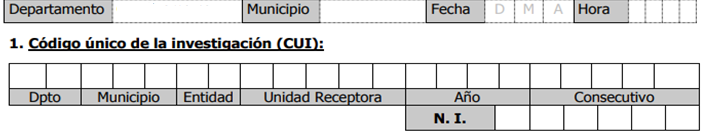 Departamento Municipio Fecha D M A Hora
1. Código único de la investigación (CUI):
Dpto Municipio Entidad Unidad Receptora Año Consecutivo
N. I.